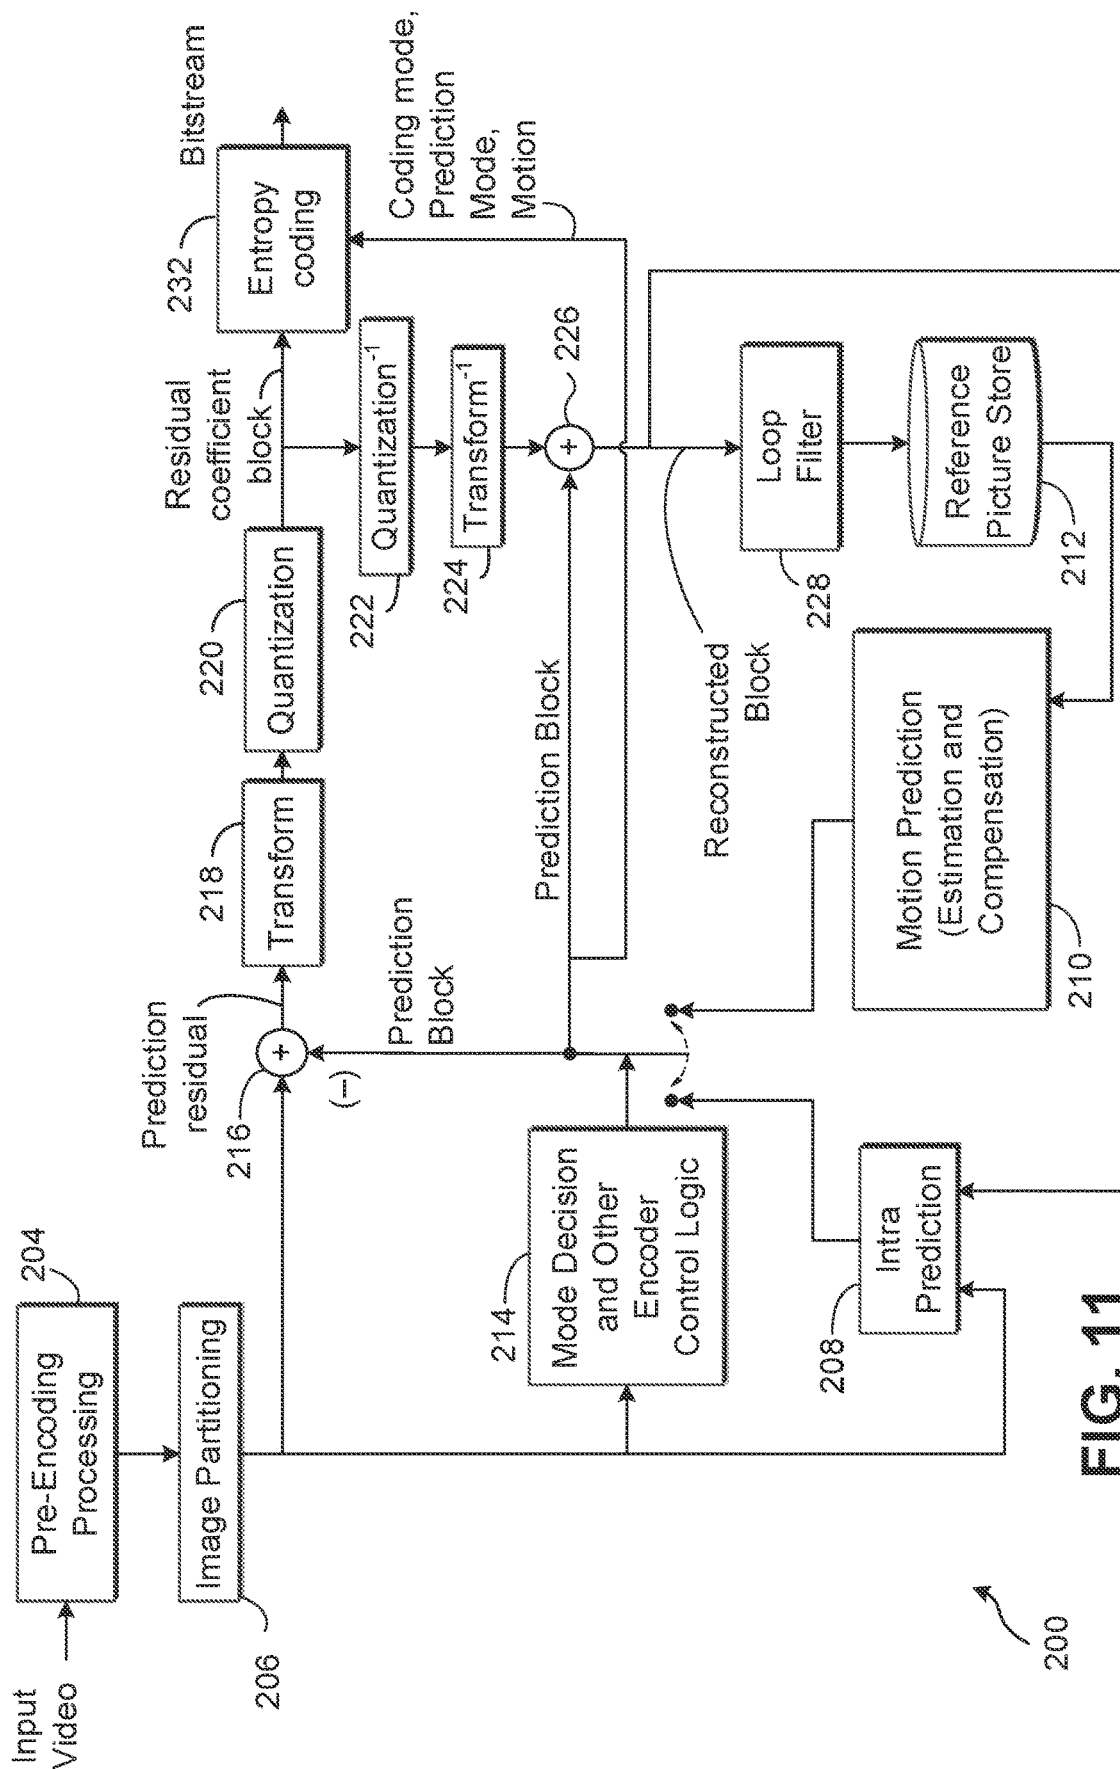 Input
Video
Pre-Encoding
Processing
204
Image Partitioning
206
Prediction
residual
216
+
(−)
218
Transform
220
Quantization
Residual
coefficient
block
232
Entropy
coding
Bitstream
Quantization⁻¹
222
Transform⁻¹
224
+
226
Coding mode,
Prediction
Mode,
Motion
Prediction
Block
Prediction Block
214
Mode Decision
and Other
Encoder
Control Logic
Reconstructed
Block
Loop
Filter
228
208
Intra
Prediction
Motion Prediction
(Estimation and
Compensation)
210
Reference
Picture Store
212
200
FIG. 11